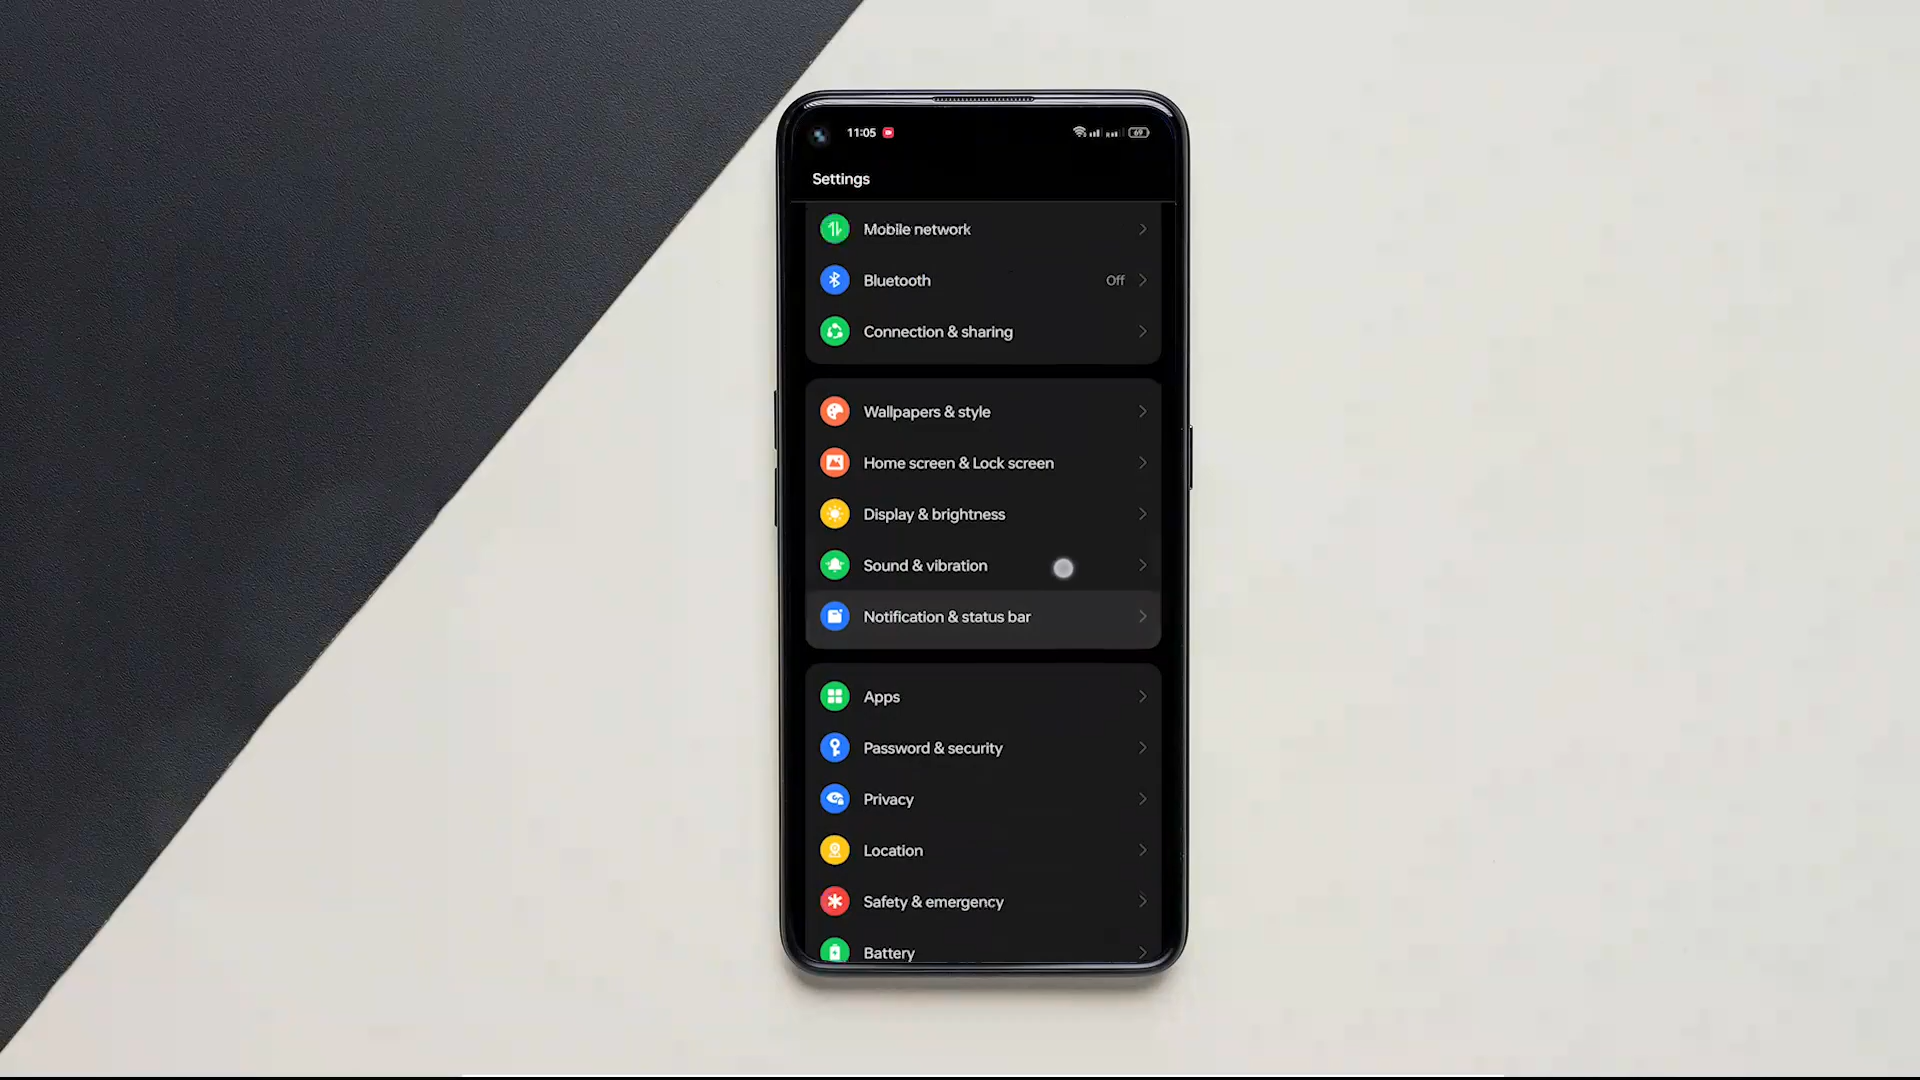 11:05
69
Settings
Mobile network
Bluetooth Off
Connection & sharing
Wallpapers & style
Home screen & Lock screen
Display & brightness
Sound & vibration
Notification & status bar
Apps
Password & security
Privacy
Location
Safety & emergency
Battery